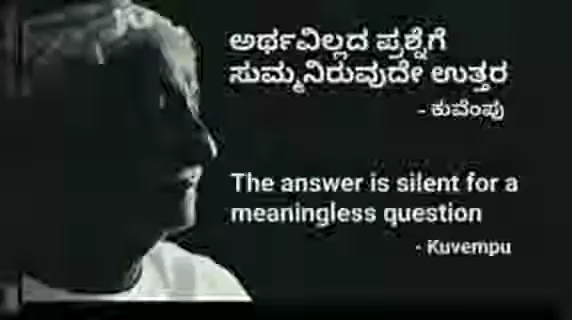 ಅರ್ಥವಿಲ್ಲದ ಪ್ರಶ್ನೆಗೆ
ಸುಮ್ಮನಿರುವುದೇ ಉತ್ತರ
- ಕುವೆಂಪು
The answer is silent for a
meaningless question
- Kuvempu